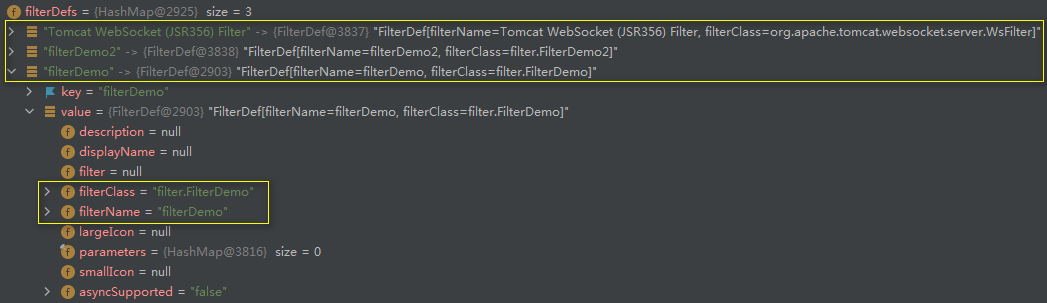 f filterDefs = {HashMap@2925} size = 3
"Tomcat WebSocket (JSR356) Filter" -> {FilterDef@3837} "FilterDef[filterName=Tomcat WebSocket (JSR356) Filter, filterClass=org.apache.tomcat.websocket.server.WsFilter]"
"filterDemo2" -> {FilterDef@3838} "FilterDef[filterName=filterDemo2, filterClass=filter.FilterDemo2]"
"filterDemo" -> {FilterDef@2903} "FilterDef[filterName=filterDemo, filterClass=filter.FilterDemo]"
key = "filterDemo"
value = {FilterDef@2903} "FilterDef[filterName=filterDemo, filterClass=filter.FilterDemo]"
f description = null
f displayName = null
f filter = null
f filterClass = "filter.FilterDemo"
f filterName = "filterDemo"
f largeIcon = null
f parameters = {HashMap@3816} size = 0
f smallIcon = null
f asyncSupported = "false"